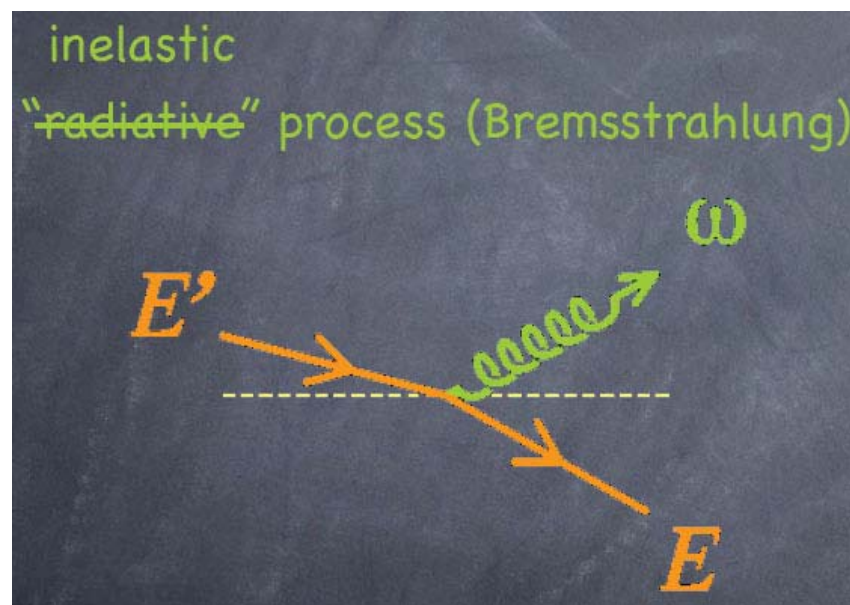 inelastic
“radiative” process (Bremsstrahlung)
ω
E’
E